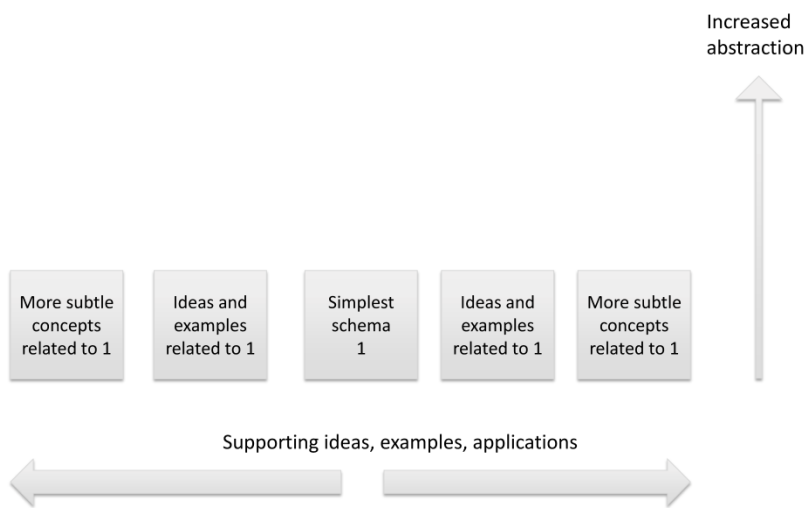 Increased
abstraction
More subtle
concepts
related to 1
Ideas and
examples
related to 1
Simplest
schema
1
Ideas and
examples
related to 1
More subtle
concepts
related to 1
Supporting ideas, examples, applications